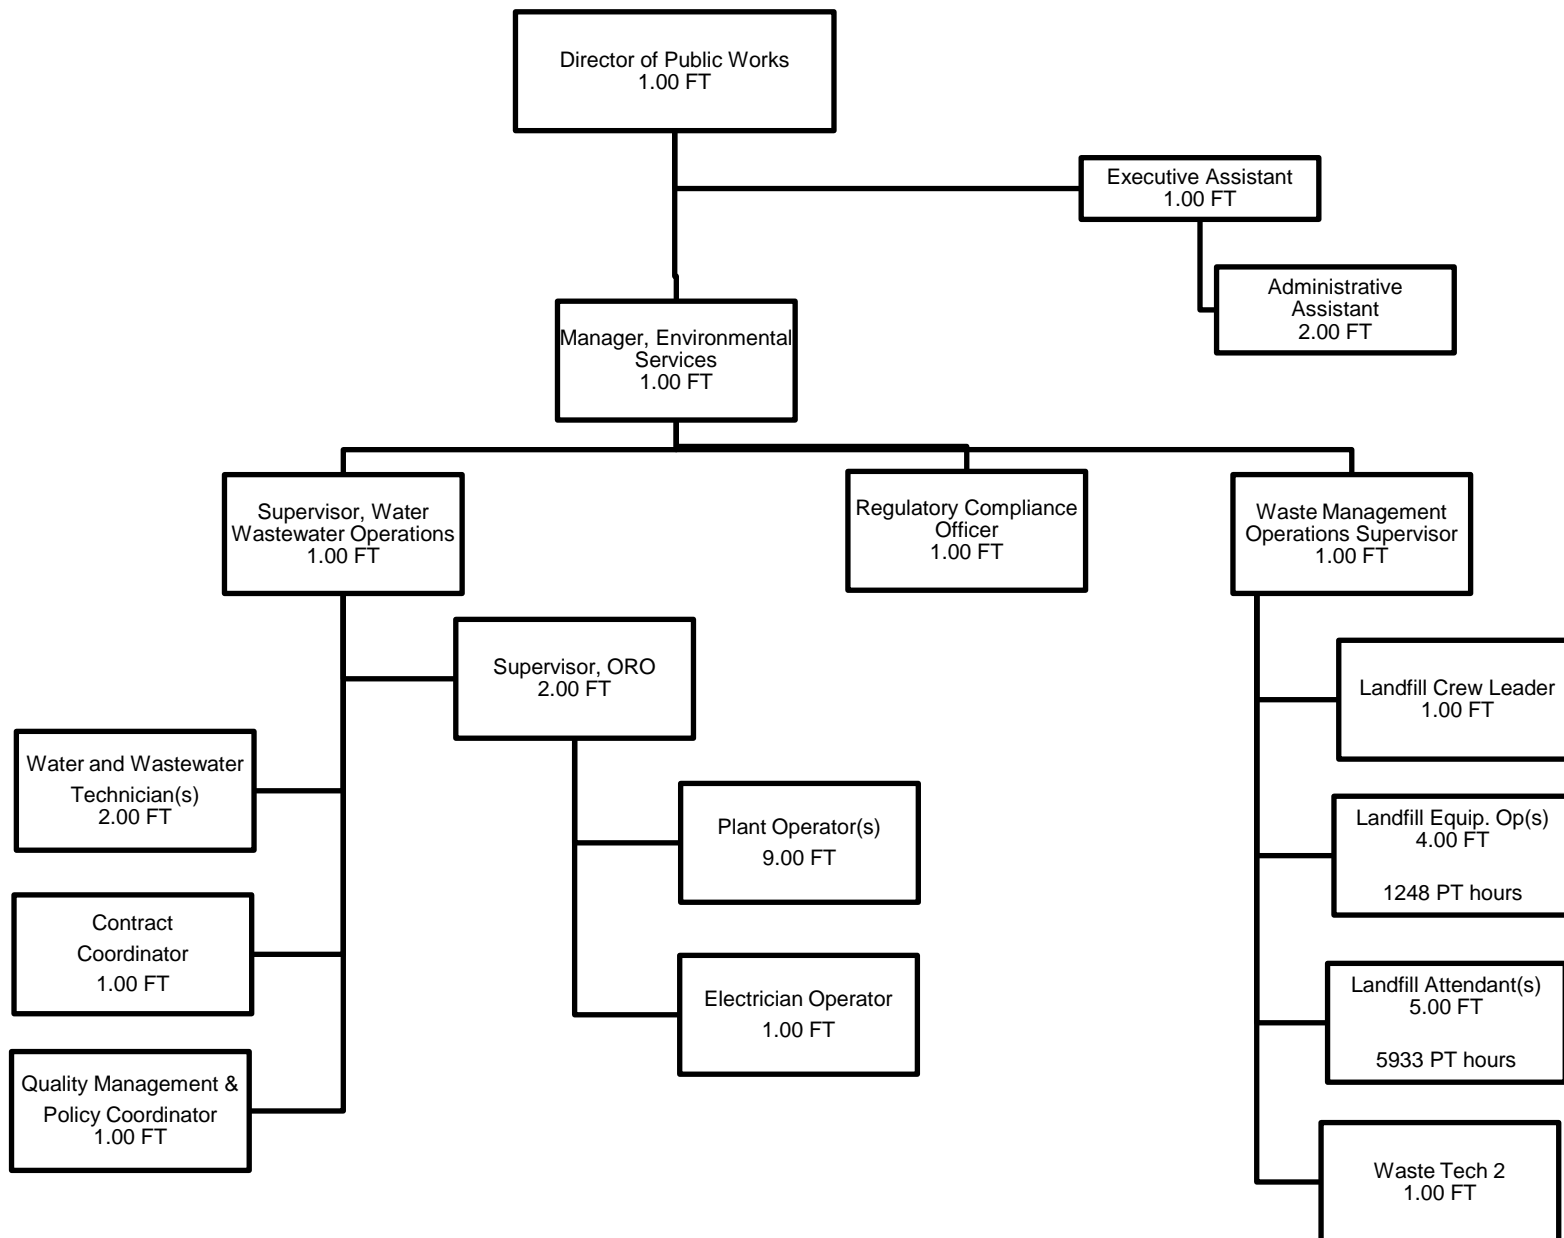 Director of Public Works
1.00 FT
Executive Assistant
1.00 FT
Administrative
Assistant
2.00 FT
Manager, Environmental
Services
1.00 FT
Supervisor, Water
Wastewater Operations
1.00 FT
Regulatory Compliance
Officer
1.00 FT
Waste Management
Operations Supervisor
1.00 FT
Supervisor, ORO
2.00 FT
Landfill Crew Leader
1.00 FT
Water and Wastewater
Technician(s)
2.00 FT
Plant Operator(s)
9.00 FT
Landfill Equip. Op(s)
4.00 FT
1248 PT hours
Contract
Coordinator
1.00 FT
Electrician Operator
1.00 FT
Landfill Attendant(s)
5.00 FT
5933 PT hours
Quality Management &
Policy Coordinator
1.00 FT
Waste Tech 2
1.00 FT